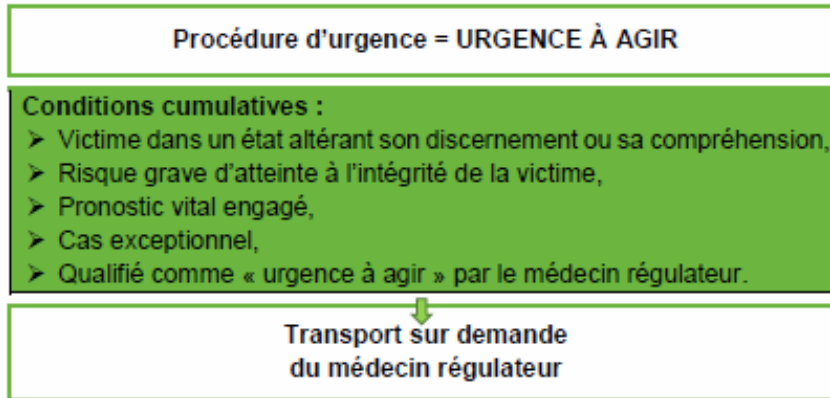 Procédure d'urgence = URGENCE À AGIR
Conditions cumulatives :
➢ Victime dans un état altérant son discernement ou sa compréhension,
➢ Risque grave d'atteinte à l'intégrité de la victime,
➢ Pronostic vital engagé,
➢ Cas exceptionnel,
➢ Qualifié comme « urgence à agir » par le médecin régulateur.
Transport sur demande
du médecin régulateur